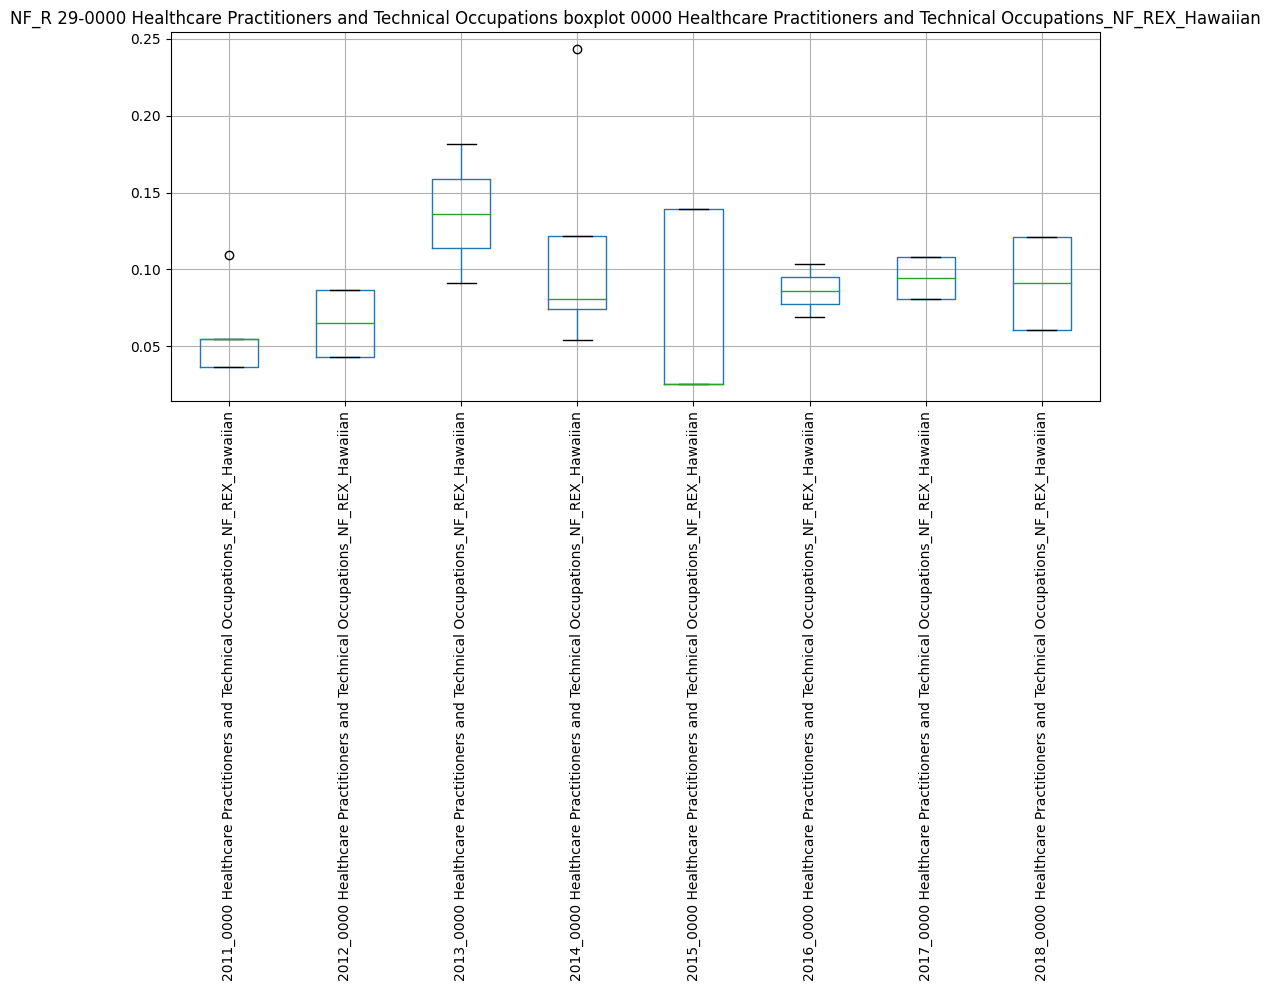 NF_R 29-0000 Healthcare Practitioners and Technical Occupations boxplot 0000 Healthcare Practitioners and Technical Occupations_NF_REX_Hawaiian
0.25
0.20
0.15
0.10
0.05
2011_0000 Healthcare Practitioners and Technical Occupations_NF_REX_Hawaiian
2012_0000 Healthcare Practitioners and Technical Occupations_NF_REX_Hawaiian
2013_0000 Healthcare Practitioners and Technical Occupations_NF_REX_Hawaiian
2014_0000 Healthcare Practitioners and Technical Occupations_NF_REX_Hawaiian
2015_0000 Healthcare Practitioners and Technical Occupations_NF_REX_Hawaiian
2016_0000 Healthcare Practitioners and Technical Occupations_NF_REX_Hawaiian
2017_0000 Healthcare Practitioners and Technical Occupations_NF_REX_Hawaiian
2018_0000 Healthcare Practitioners and Technical Occupations_NF_REX_Hawaiian